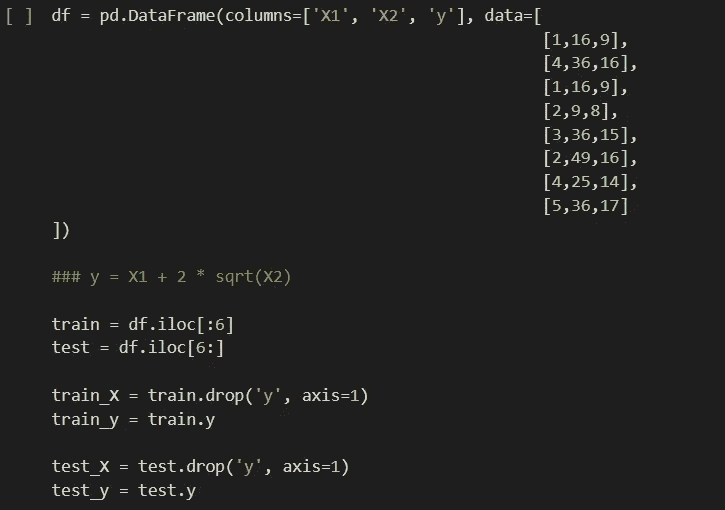 [ ] df = pd.DataFrame(columns=['X1', 'X2', 'y'], data=[
[1,16,9],
[4,36,16],
[1,16,9],
[2,9,8],
[3,36,15],
[2,49,16],
[4,25,14],
[5,36,17]
])
### y = X1 + 2 * sqrt(X2)
train = df.iloc[:6]
test = df.iloc[6:]
train_X = train.drop('y', axis=1)
train_y = train.y
test_X = test.drop('y', axis=1)
test_y = test.y